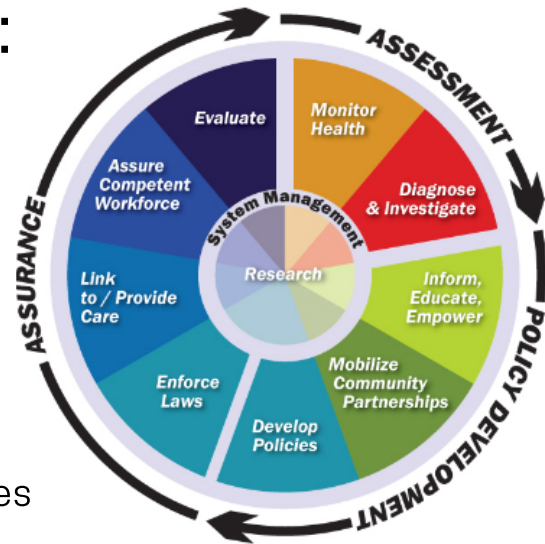 :
ASSESSMENT
Monitor
Health
Diagnose
& Investigate
POLICY DEVELOPMENT
Inform,
Educate,
Empower
Mobilize
Community
Partnerships
Develop
Policies
ASSURANCE
Enforce
Laws
Link
to / Provide
Care
Assure
Competent
Workforce
Evaluate
System Management
Research
es